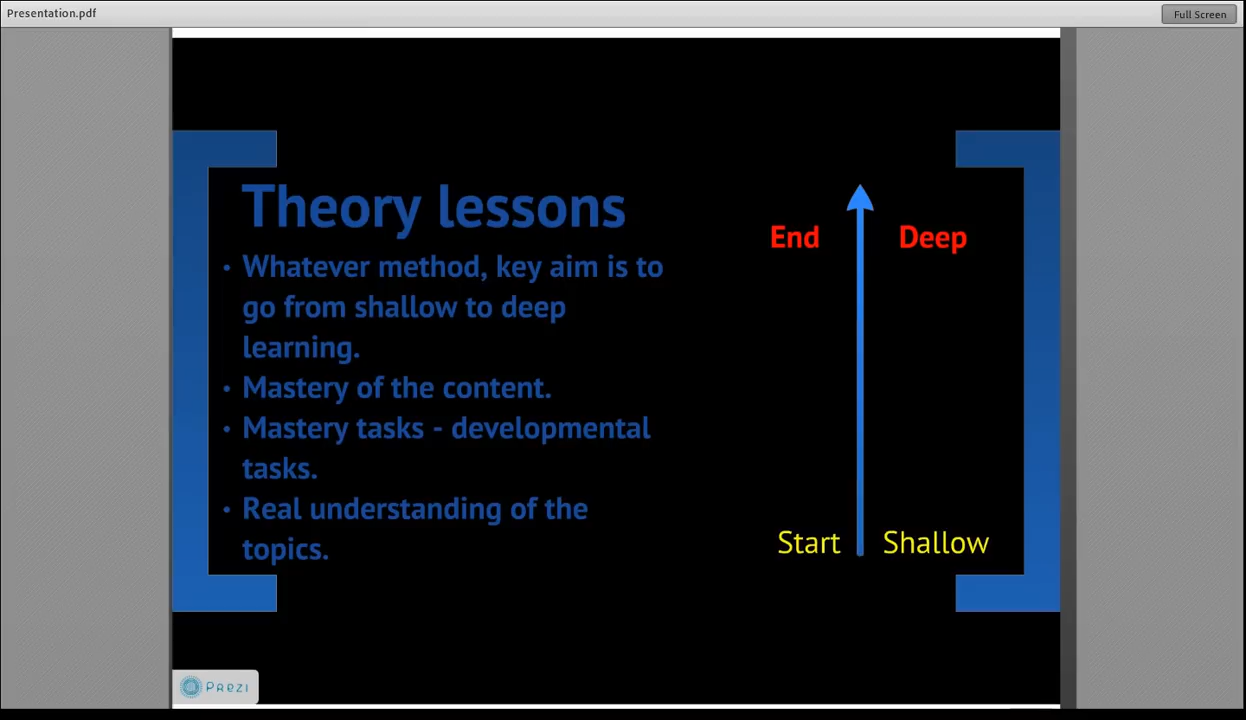 Presentation.pdf
Full Screen
Theory lessons
• Whatever method, key aim is to
go from shallow to deep
learning.
• Mastery of the content.
• Mastery tasks - developmental
tasks.
• Real understanding of the
topics.
End Deep
Start Shallow
Prezi